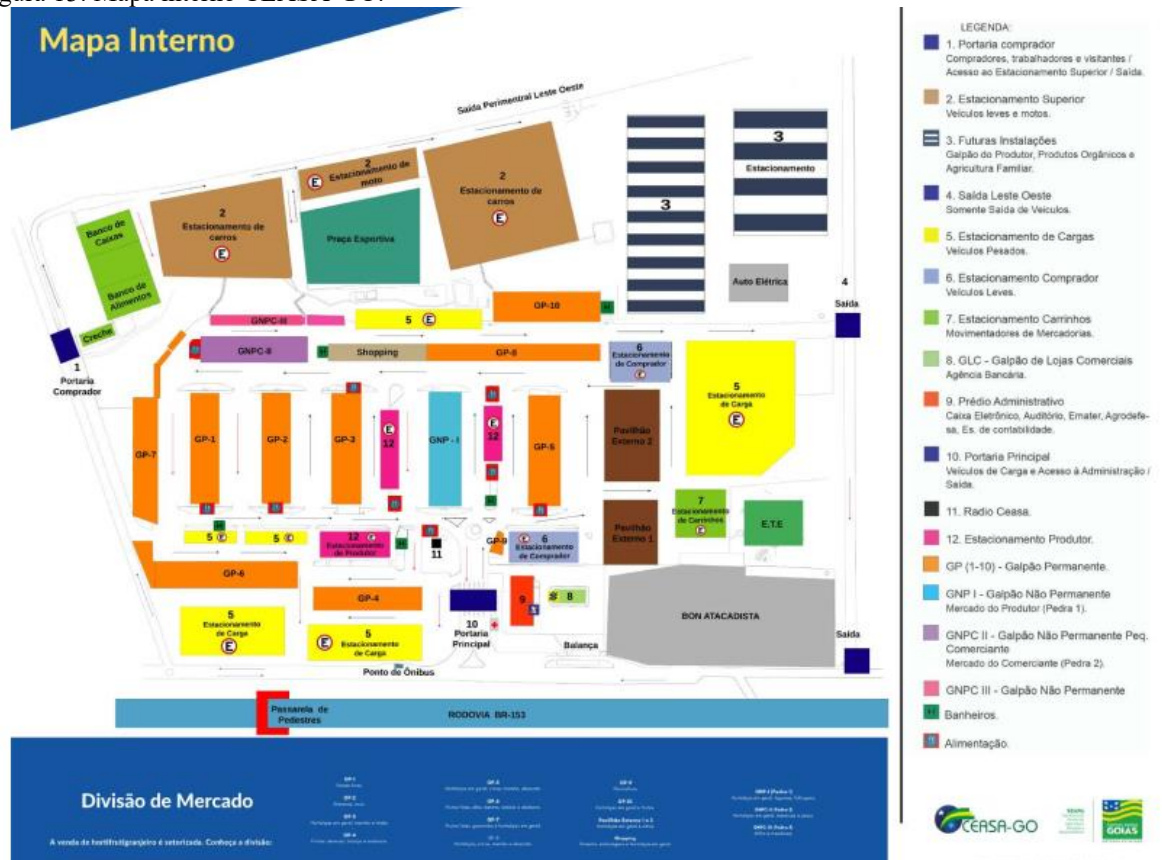 Mapa Interno
Saída Perimentral Leste Oeste
2
Estacionamento de
moto
2
Estacionamento de
carros
2
Estacionamento de
carros
Praça Esportiva
Banco de
Caixas
Banco de
Alimentos
Creche
3
3
Estacionamento
Auto Elétrica
4
Saída
1
Portaria
Comprador
GNPC-III
5
GP-10
GNPC-II
Shopping
GP-8
6
Estacionamento
de Comprador
5
Estacionamento
de Carga
GP-7
GP-1
GP-2
GP-3
12
GNP - I
12
GP-5
Pavilhão
Externo 2
Pavilhão
Externo 1
7
Estacionamento
de Carrinhos
E.T.E
5
5
12
Estacionamento
de Produtor
11
GP-9
6
Estacionamento
de Comprador
GP-6
GP-4
9
8
10
Portaria
Principal
Balança
BON ATACADISTA
5
Estacionamento
de Carga
5
Estacionamento
de Carga
Ponto de Ônibus
Saída
Passarela de
Pedestres
RODOVIA BR-153
Divisão de Mercado
A venda de hortifrutigranjeiro é setorizada. Conheça a divisão:
LEGENDA:
1. Portaria comprador
Compradores, trabalhadores e visitantes /
Acesso ao Estacionamento Superior / Saída.
2. Estacionamento Superior
Veículos leves e motos.
3. Futuras Instalações
Galpão do Produtor, Produtos Orgânicos e
Agricultura Familiar.
4. Saída Leste Oeste
Somente Saída de Veículos.
5. Estacionamento de Cargas
Veículos Pesados.
6. Estacionamento Comprador
Veículos Leves.
7. Estacionamento Carrinhos
Movimentadores de Mercadorias.
8. GLC - Galpão de Lojas Comerciais
Agência Bancária.
9. Prédio Administrativo
Caixa Eletrônico, Auditório, Emater, Agrodefe-
sa, Es. de contabilidade.
10. Portaria Principal
Veículos de Carga e Acesso à Administração /
Saída.
11. Radio Ceasa.
12. Estacionamento Produtor.
GP (1-10) - Galpão Permanente.
GNP I - Galpão Não Permanente
Mercado do Produtor (Pedra 1).
GNPC II - Galpão Não Permanente Peq.
Comerciante
Mercado do Comerciante (Pedra 2).
GNPC III - Galpão Não Permanente
Banheiros.
Alimentação.
CEASA-GO
GOIÁS